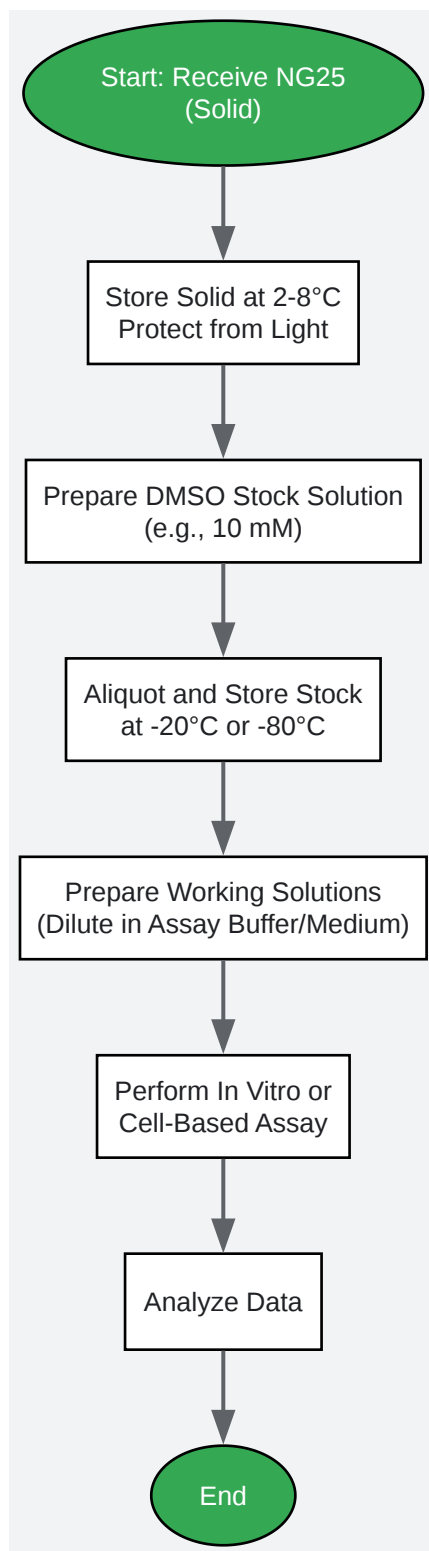 Start: Receive NG25
(Solid)
Store Solid at 2-8°C
Protect from Light
Prepare DMSO Stock Solution
(e.g., 10 mM)
Aliquot and Store Stock
at -20°C or -80°C
Prepare Working Solutions
(Dilute in Assay Buffer/Medium)
Perform In Vitro or
Cell-Based Assay
Analyze Data
End